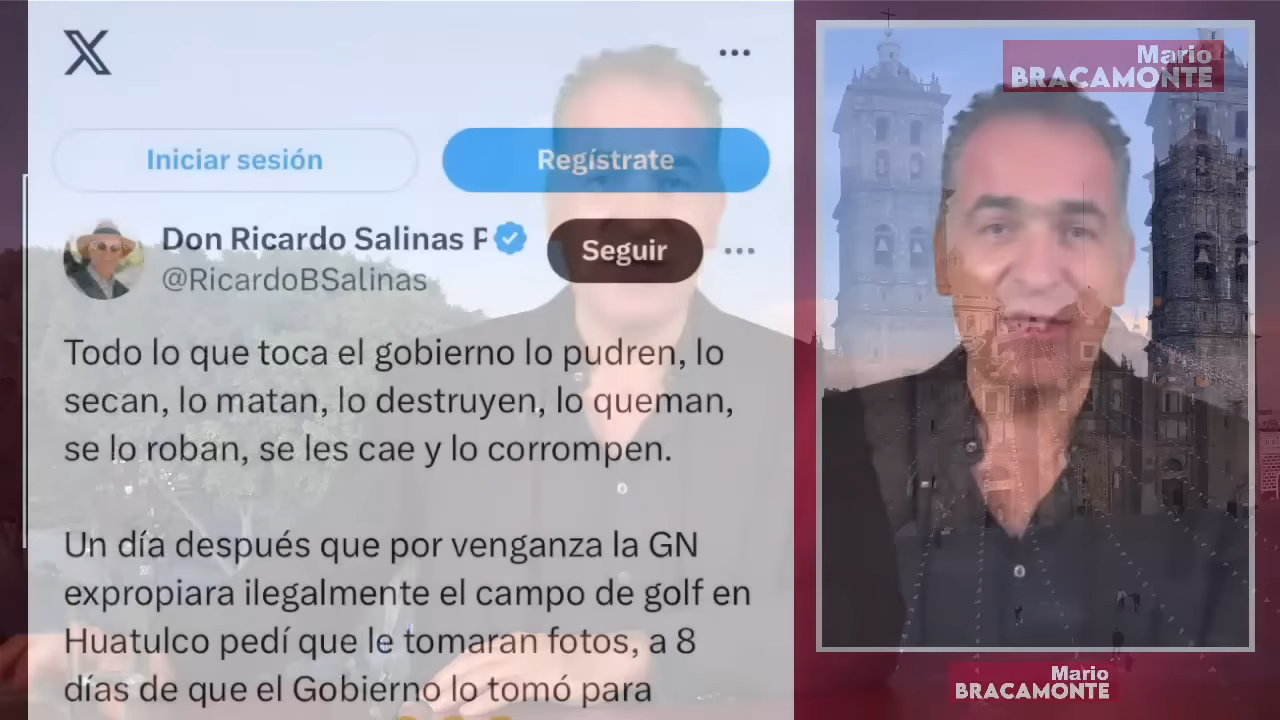 Iniciar sesión
Regístrate
Don Ricardo Salinas P
@RicardoBSalinas
Seguir
Todo lo que toca el gobierno lo pudren, lo
secan, lo matan, lo destruyen, lo queman,
se lo roban, se les cae y lo corrompen.
Un día después que por venganza la GN
expropiara ilegalmente el campo de golf en
Huatulco pedí que le tomaran fotos, a 8
días de que el Gobierno lo tomó para
Mario
BRACAMONTE
Mario
BRACAMONTE